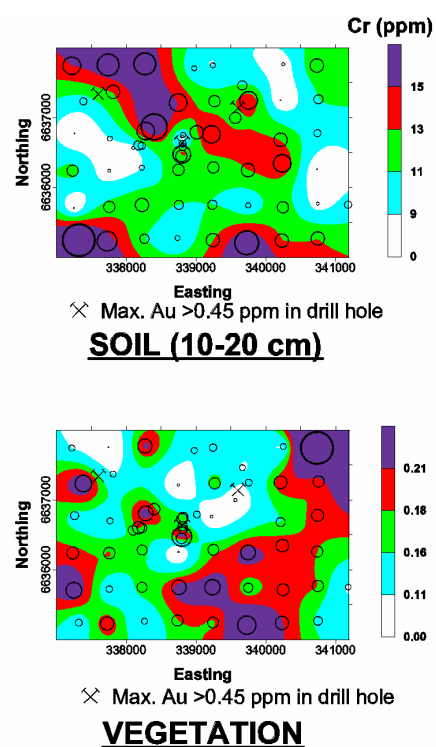 Cr (ppm)
15
13
11
9
0
6637000
6636000
Northing
338000
339000
340000
341000
Easting
Max. Au >0.45 ppm in drill hole
SOIL (10-20 cm)
0.21
0.18
0.16
0.11
0.00
6637000
6636000
Northing
338000
339000
340000
341000
Easting
Max. Au >0.45 ppm in drill hole
VEGETATION